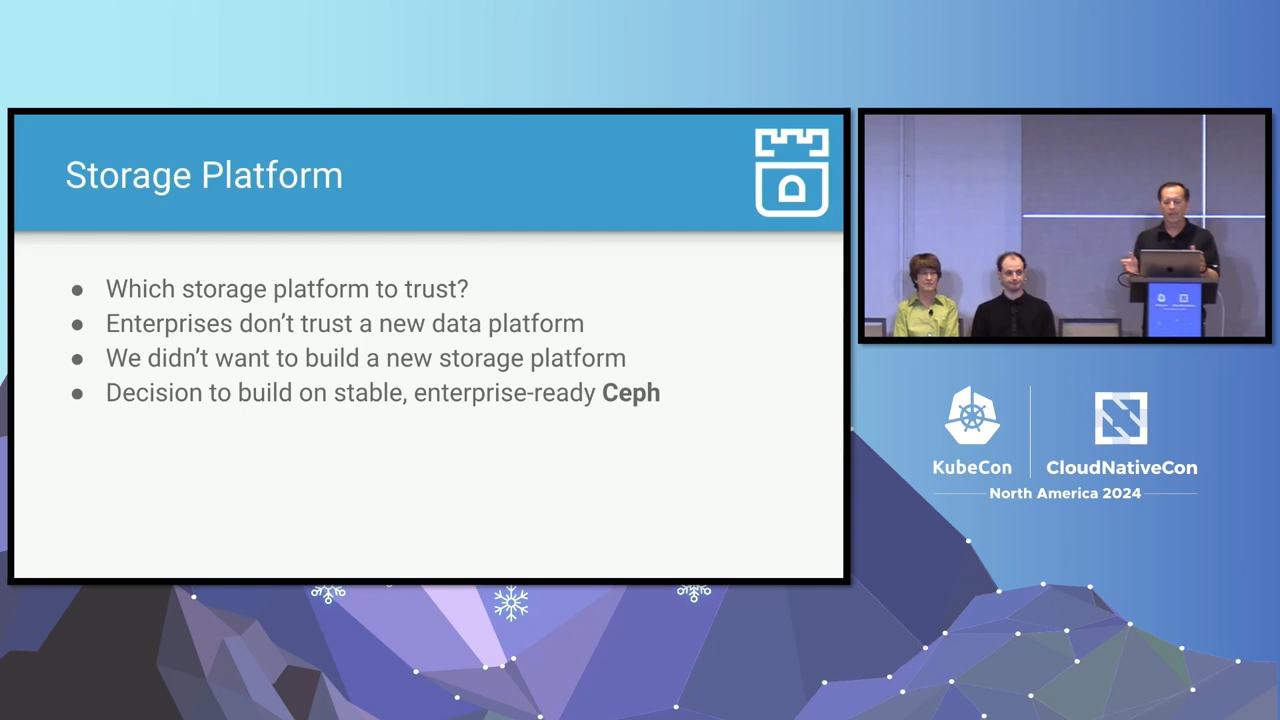 Storage Platform
Which storage platform to trust?
Enterprises don’t trust a new data platform
We didn’t want to build a new storage platform
Decision to build on stable, enterprise-ready Ceph
KubeCon
CloudNativeCon
North America 2024